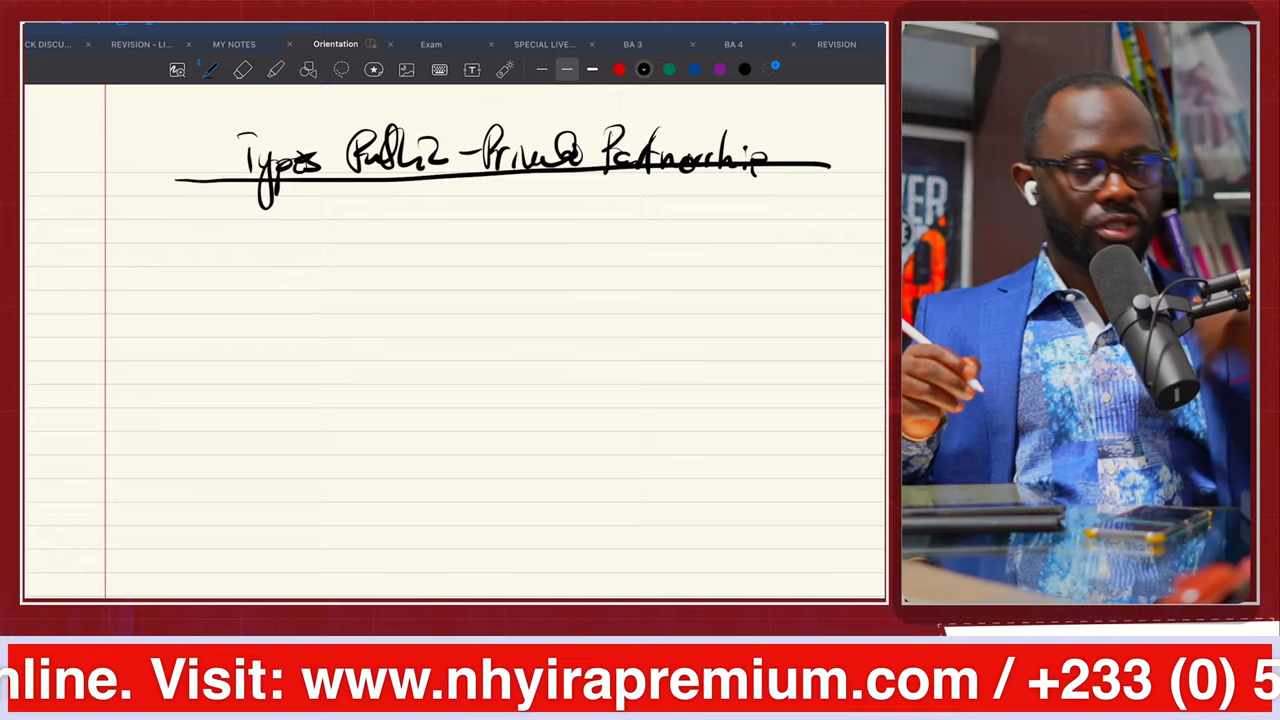 CK DISCU... REVISION - LI... MY NOTES Orientation Exam SPECIAL LIVE... BA 3 BA 4 REVISION
Types Public-Private Partnership
nline. Visit: www.nhyirapremium.com / +233 (0) 5